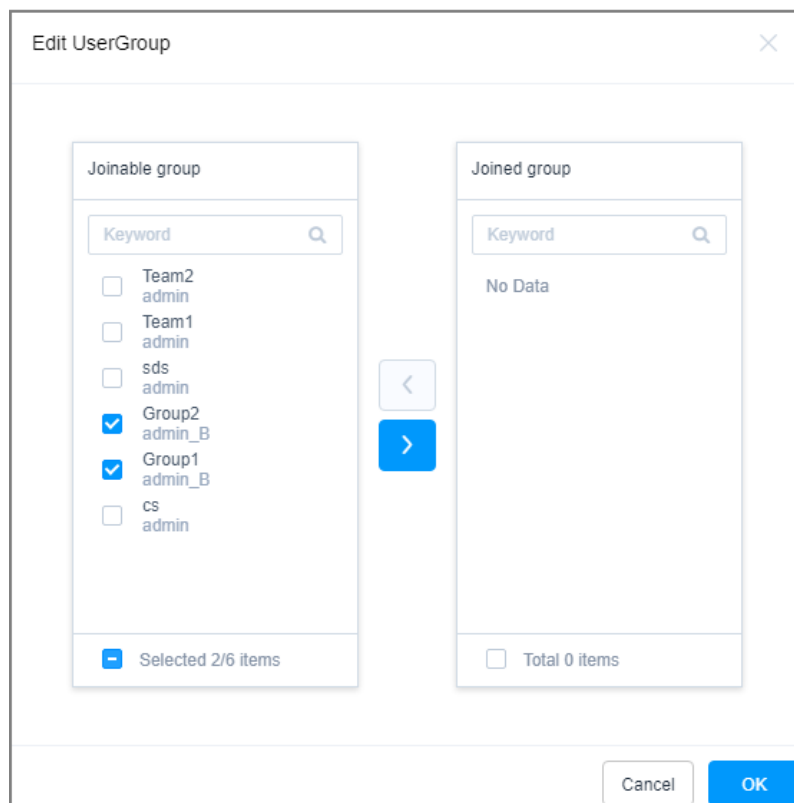 Edit UserGroup
Joinable group
Keyword
Team2
admin
Team1
admin
sds
admin
Group2
admin_B
Group1
admin_B
cs
admin
Selected 2/6 items
Joined group
Keyword
No Data
Total 0 items
Cancel
OK